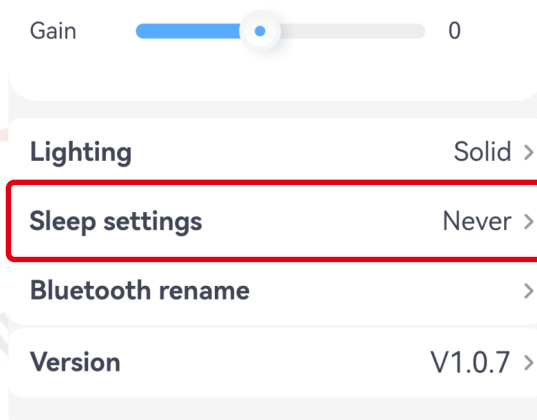 Gain 0
Lighting Solid >
Sleep settings Never >
Bluetooth rename >
Version V1.0.7 >